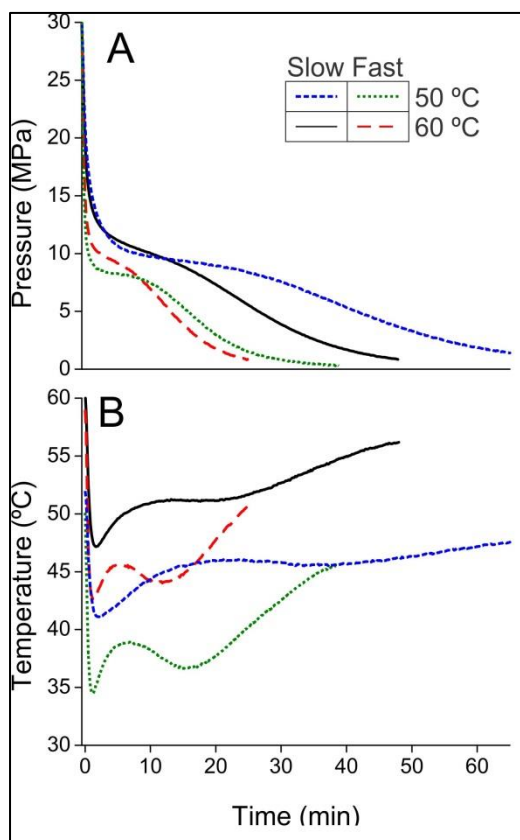 30
A
Slow Fast
50 ºC
25
60 ºC
20
15
10
5
0
Pressure (MPa)
60
B
55
50
45
40
35
30
Temperature (ºC)
0 10 20 30 40 50 60
Time (min)